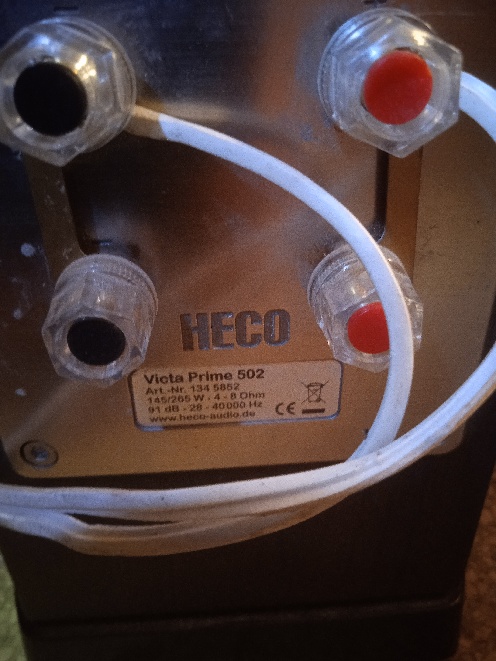 HECO
Victa Prime 502
Art.-Nr. 134 5852
145/265 W - 4 - 8 Ohm
91 dB - 28 - 40000 Hz
www.heco-audio.de
CE